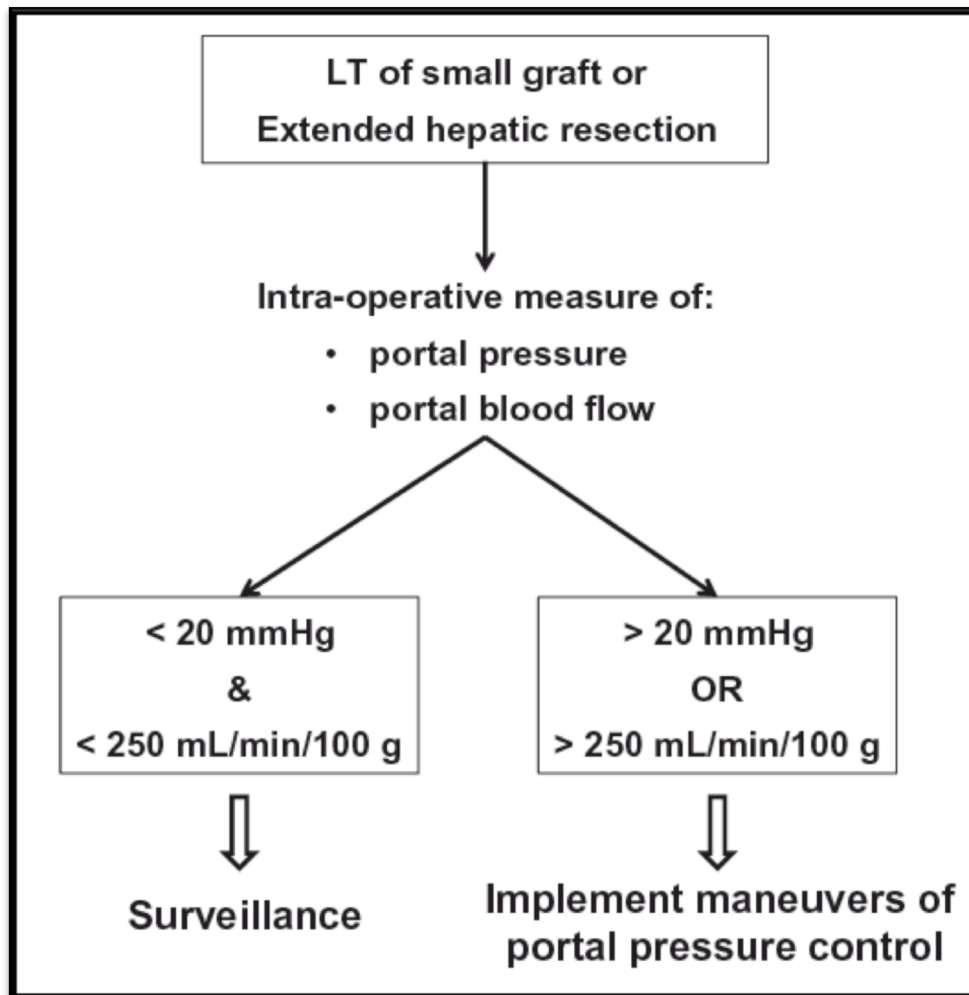 LT of small graft or
Extended hepatic resection
Intra-operative measure of:
• portal pressure
• portal blood flow
< 20 mmHg
&
< 250 mL/min/100 g
> 20 mmHg
OR
> 250 mL/min/100 g
Surveillance
Implement maneuvers of
portal pressure control